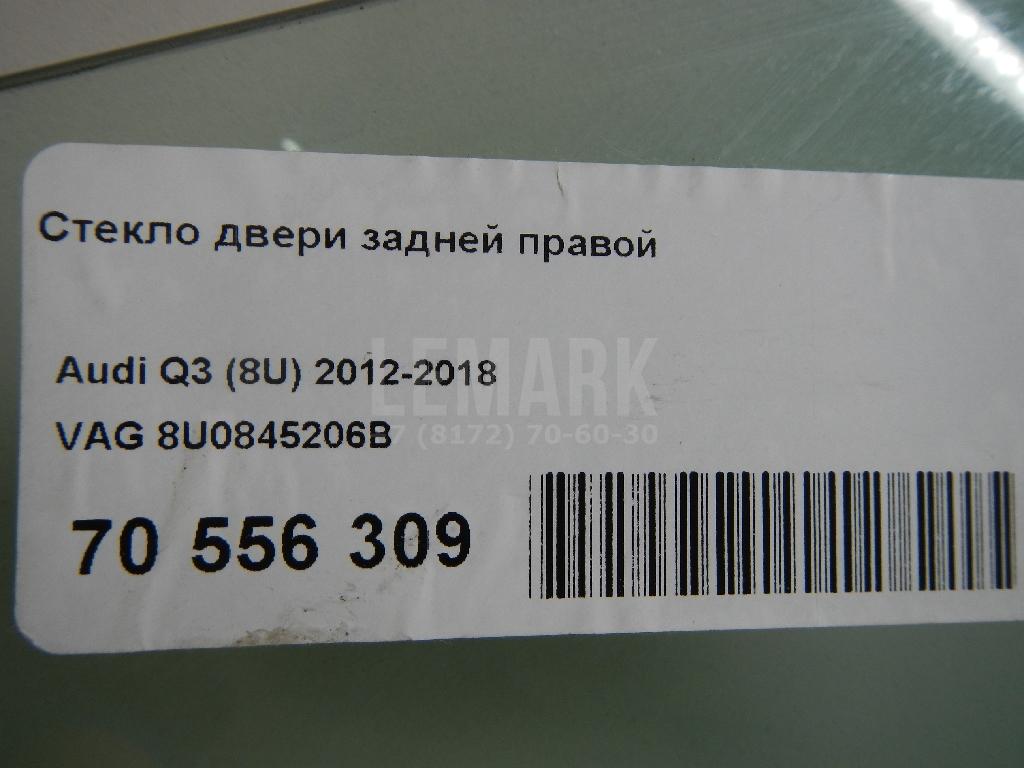 Стекло двери задней правой
Audi Q3 (8U) 2012-2018
LEMARK
VAG 8U0845206B
+7 (8172) 70-60-30
70 556 309